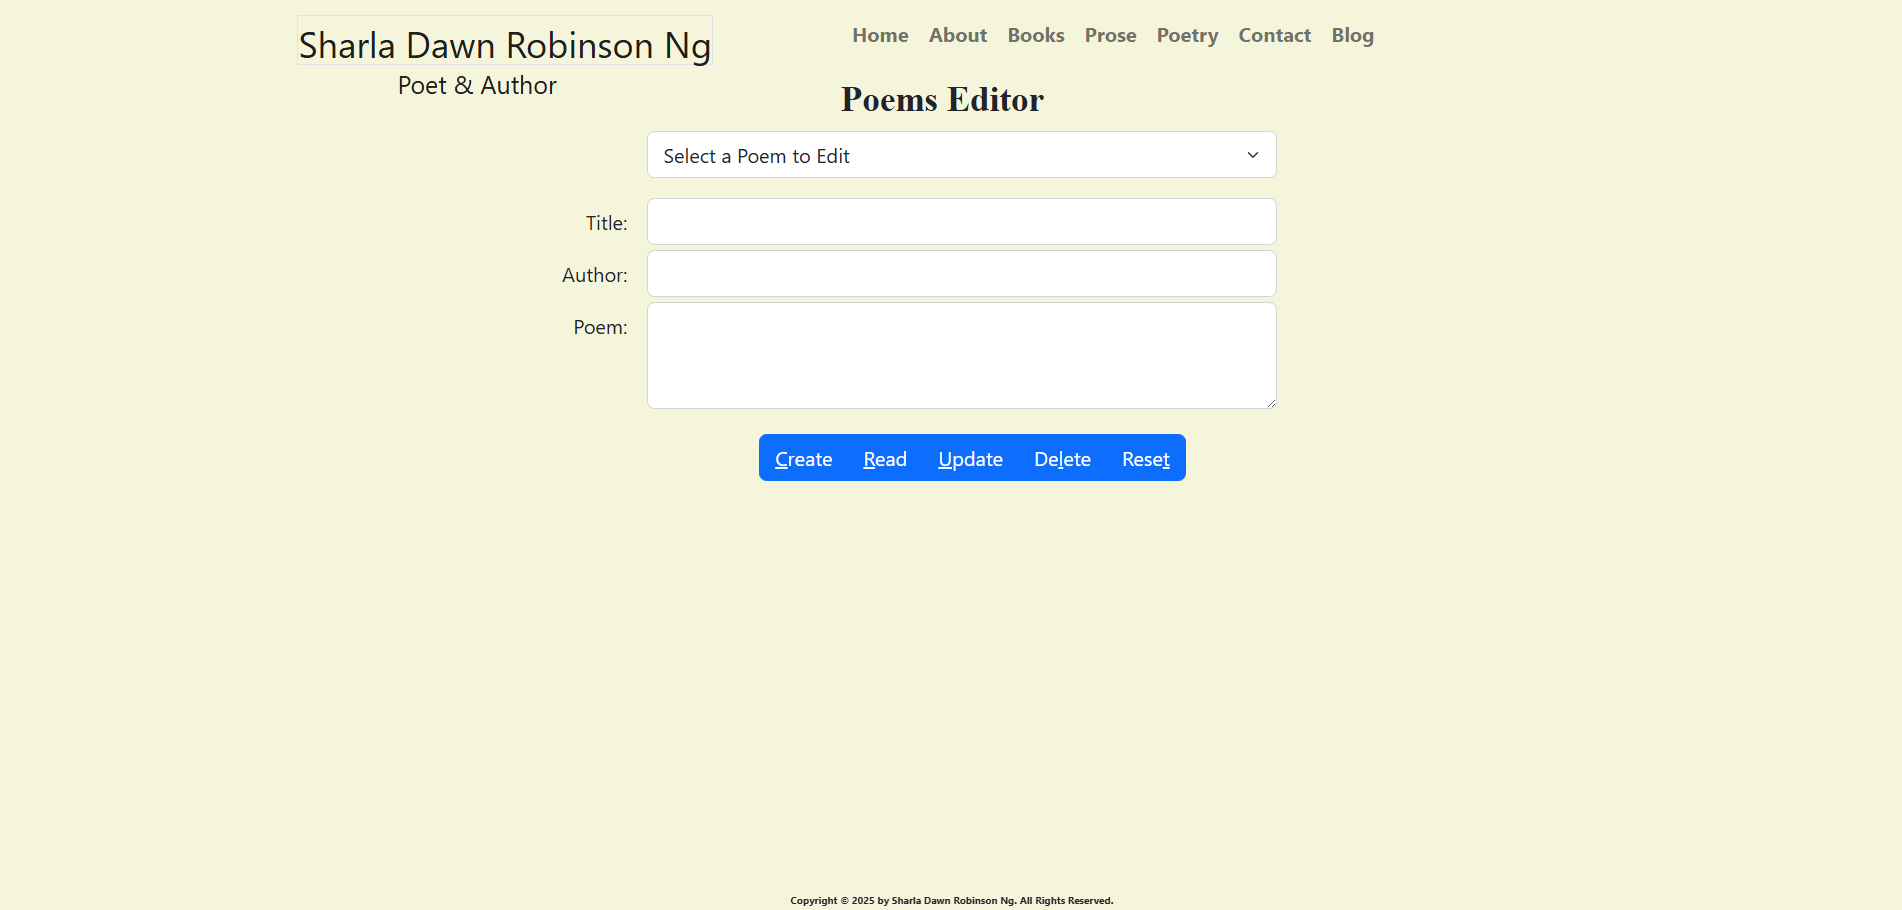 Sharla Dawn Robinson Ng
Poet & Author
Home About Books Prose Poetry Contact Blog
Poems Editor
Select a Poem to Edit
Title:
Author:
Poem:
Create Read Update Delete Reset
Copyright © 2025 by Sharla Dawn Robinson Ng. All Rights Reserved.